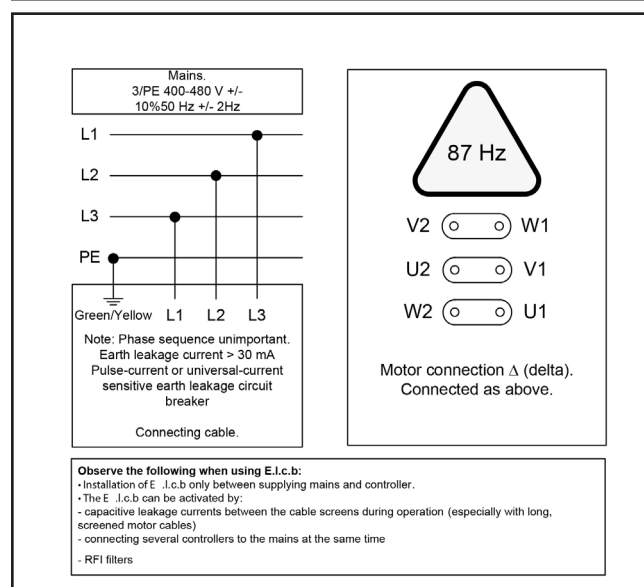 Mains.
3/PE 400-480 V +/-
10%50 Hz +/- 2Hz
L1
L2
L3
PE
Green/Yellow L1 L2 L3
Note: Phase sequence unimportant.
Earth leakage current > 30 mA
Pulse-current or universal-current
sensitive earth leakage circuit
breaker
Connecting cable.
87 Hz
V2 W1
U2 V1
W2 U1
Motor connection Δ (delta).
Connected as above.
Observe the following when using E.l.c.b:
• Installation of E .l.c.b only between supplying mains and controller.
• The E .l.c.b can be activated by:
- capacitive leakage currents between the cable screens during operation (especially with long,
screened motor cables)
- connecting several controllers to the mains at the same time
- RFI filters